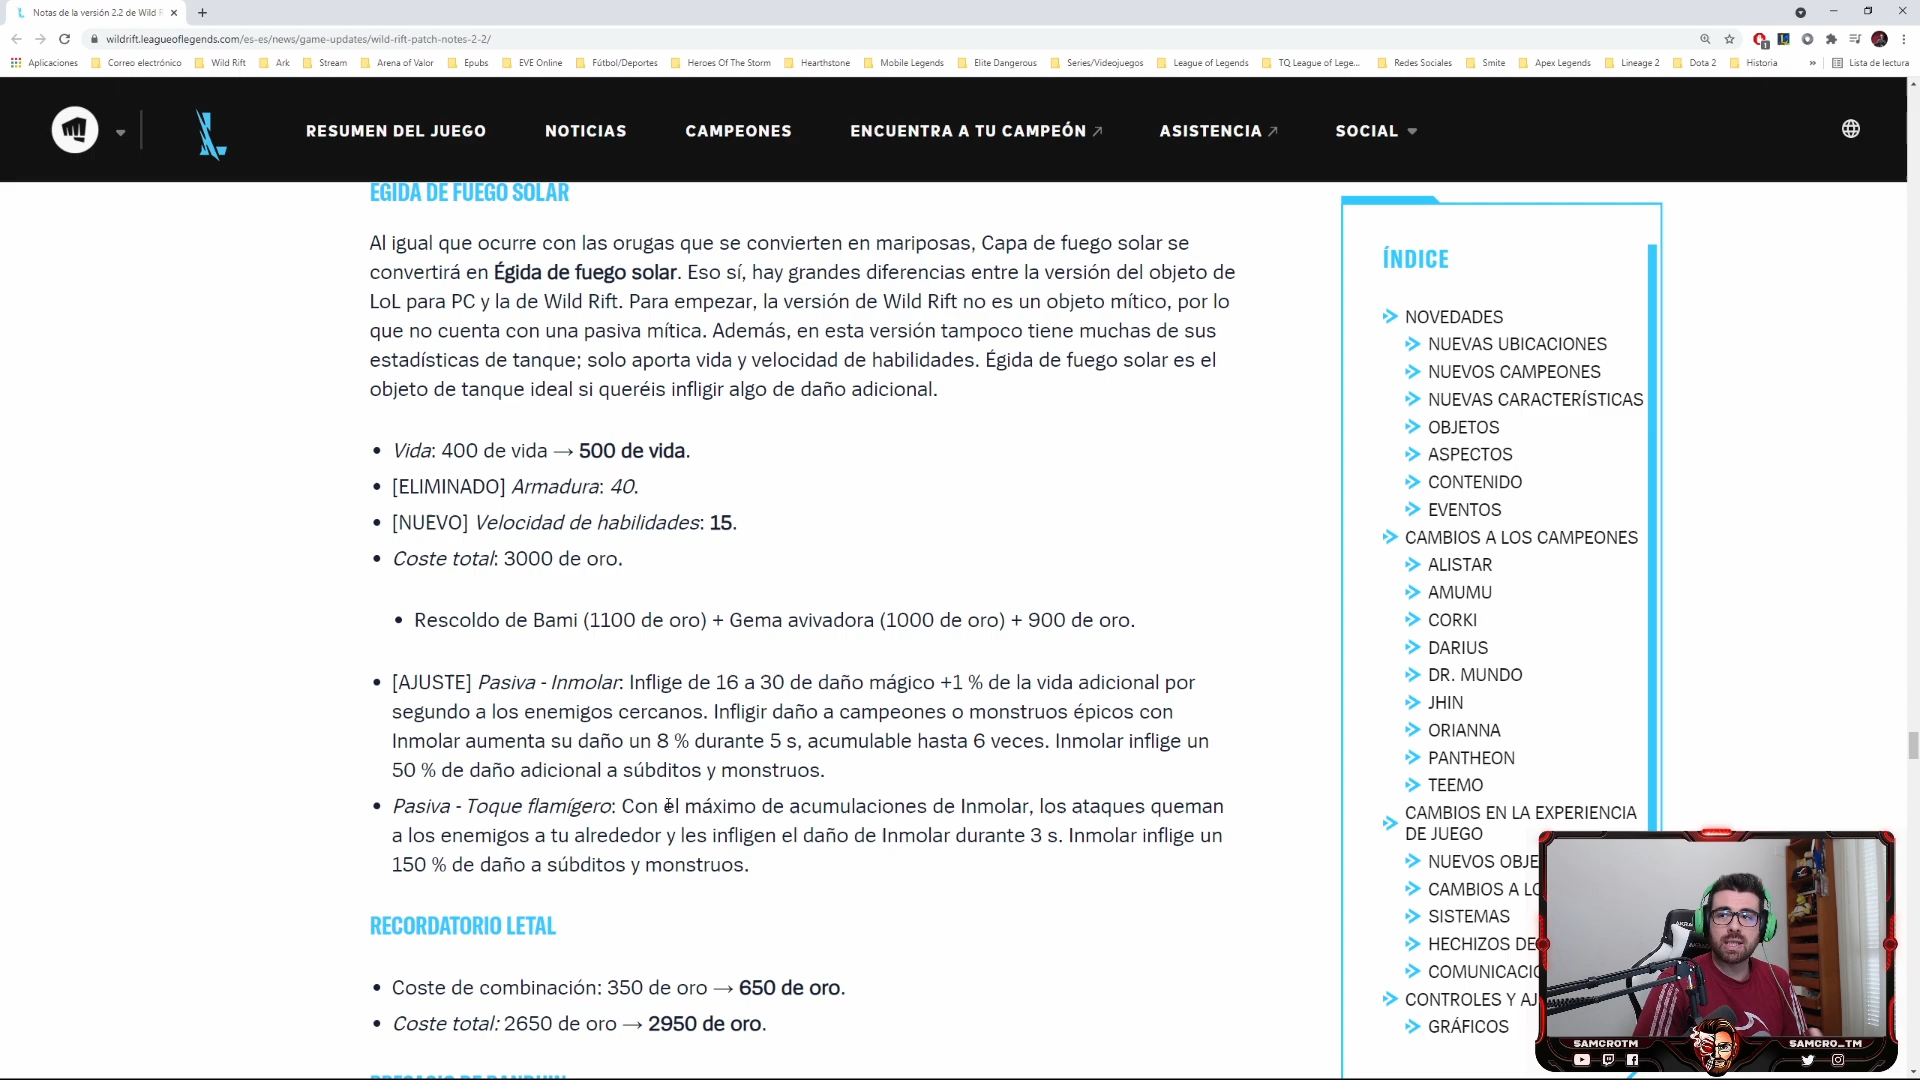 Notas de la versión 2.2 de Wild R
wildrift.leagueoflegends.com/es-es/news/game-updates/wild-rift-patch-notes-2-2/
Aplicaciones Correo electrónico Wild Rift Ark Stream Arena of Valor Epubs EVE Online Fútbol/Deportes Heroes Of The Storm Hearthstone Mobile Legends Elite Dangerous Series/Videojuegos League of Legends TQ League of Lege... Redes Sociales Smite Apex Legends Lineage 2 Dota 2 Historia » Lista de lectura
RESUMEN DEL JUEGO NOTICIAS CAMPEONES ENCUENTRA A TU CAMPEÓN ASISTENCIA SOCIAL
ÉGIDA DE FUEGO SOLAR
Al igual que ocurre con las orugas que se convierten en mariposas, Capa de fuego solar se
convertirá en Égida de fuego solar. Eso sí, hay grandes diferencias entre la versión del objeto de
LoL para PC y la de Wild Rift. Para empezar, la versión de Wild Rift no es un objeto mítico, por lo
que no cuenta con una pasiva mítica. Además, en esta versión tampoco tiene muchas de sus
estadísticas de tanque; solo aporta vida y velocidad de habilidades. Égida de fuego solar es el
objeto de tanque ideal si queréis infligir algo de daño adicional.
• Vida: 400 de vida → 500 de vida.
• [ELIMINADO] Armadura: 40.
• [NUEVO] Velocidad de habilidades: 15.
• Coste total: 3000 de oro.
• Rescoldo de Bami (1100 de oro) + Gema avivadora (1000 de oro) + 900 de oro.
• [AJUSTE] Pasiva - Inmolar: Inflige de 16 a 30 de daño mágico +1 % de la vida adicional por
segundo a los enemigos cercanos. Infligir daño a campeones o monstruos épicos con
Inmolar aumenta su daño un 8 % durante 5 s, acumulable hasta 6 veces. Inmolar inflige un
50 % de daño adicional a súbditos y monstruos.
• Pasiva - Toque flamígero: Con el máximo de acumulaciones de Inmolar, los ataques queman
a los enemigos a tu alrededor y les infligen el daño de Inmolar durante 3 s. Inmolar inflige un
150 % de daño a súbditos y monstruos.
RECORDATORIO LETAL
• Coste de combinación: 350 de oro → 650 de oro.
• Coste total: 2650 de oro → 2950 de oro.
ÍNDICE
NOVEDADES
NUEVAS UBICACIONES
NUEVOS CAMPEONES
NUEVAS CARACTERÍSTICAS
OBJETOS
ASPECTOS
CONTENIDO
EVENTOS
CAMBIOS A LOS CAMPEONES
ALISTAR
AMUMU
CORKI
DARIUS
DR. MUNDO
JHIN
ORIANNA
PANTHEON
TEEMO
CAMBIOS EN LA EXPERIENCIA
DE JUEGO
NUEVOS OBJE
CAMBIOS A LO
SISTEMAS
HECHIZOS DE
COMUNICACIO
CONTROLES Y AJ
GRÁFICOS
SAMCROTM SAMCRO_TM